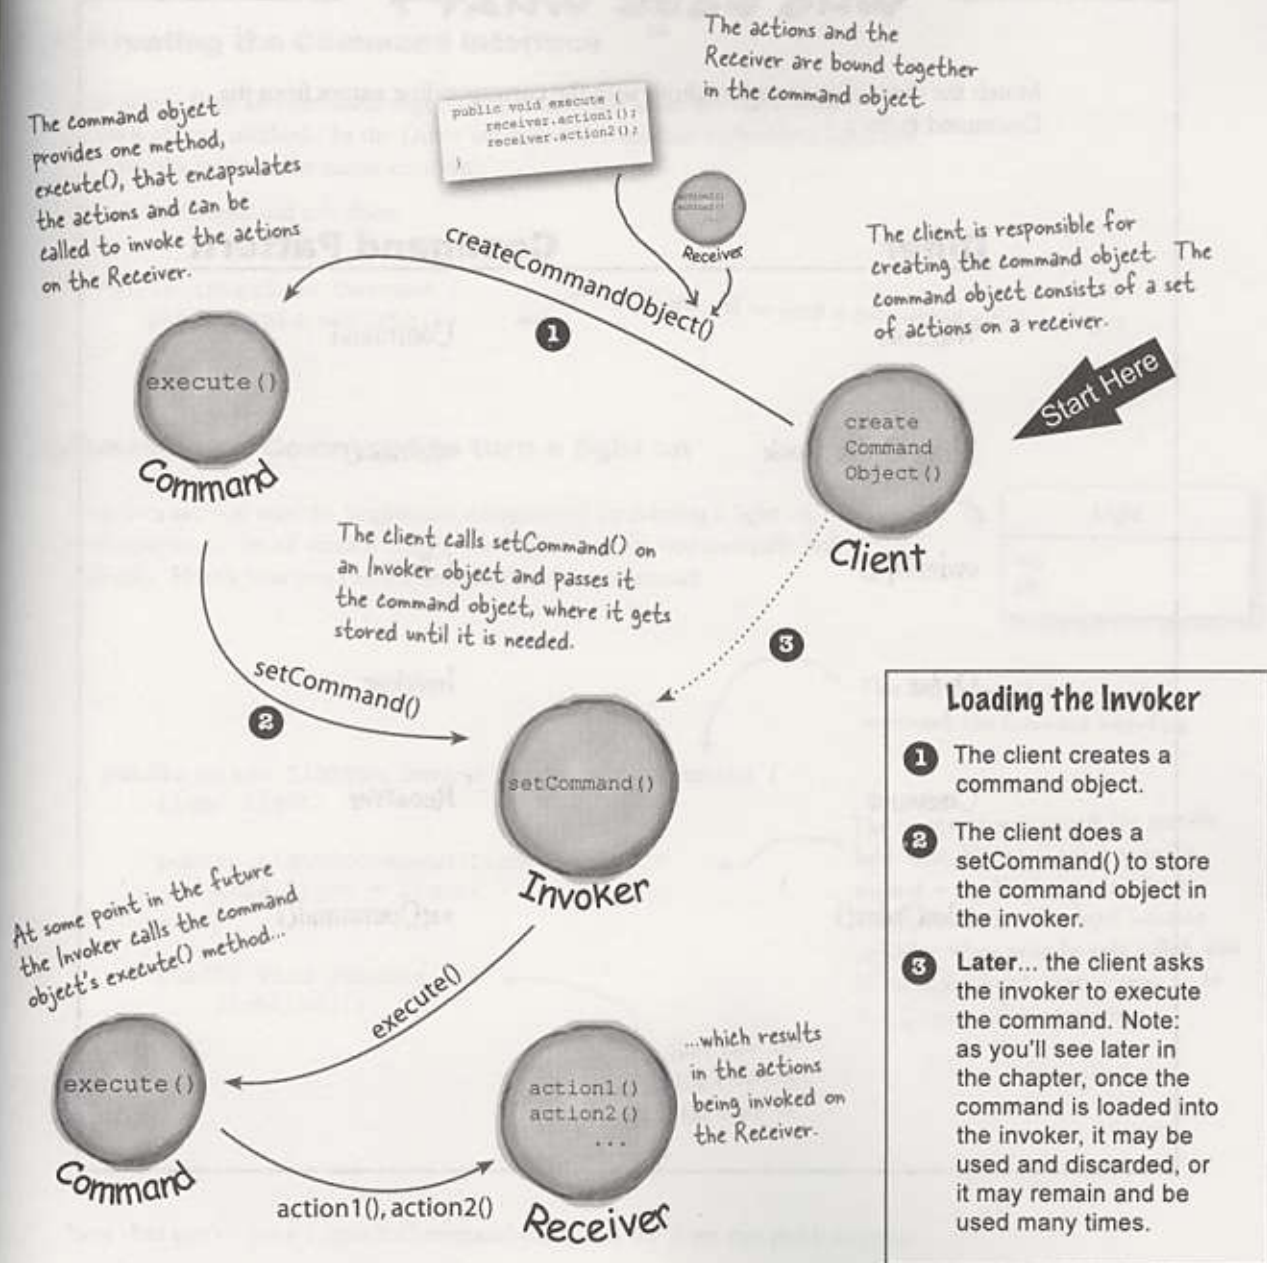 The actions and the
Receiver are bound together
in the command object
The command object
provides one method,
execute(), that encapsulates
the actions and can be
called to invoke the actions
on the Receiver.
public void execute {
receiver.action1();
receiver.action2();
}
Receiver
createCommandObject()
1
The client is responsible for
creating the command object. The
command object consists of a set
of actions on a receiver.
Start Here
execute()
Command
create
Command
Object()
Client
The client calls setCommand() on
an Invoker object and passes it
the command object, where it gets
stored until it is needed.
3
setCommand()
2
setCommand()
Invoker
At some point in the future
the Invoker calls the command
object's execute() method...
execute()
execute()
Command
action1()
action2()
...
Receiver
...which results
in the actions
being invoked on
the Receiver.
action1(), action2()
Loading the Invoker
1 The client creates a
command object.
2 The client does a
setCommand() to store
the command object in
the invoker.
3 Later... the client asks
the invoker to execute
the command. Note:
as you'll see later in
the chapter, once the
command is loaded into
the invoker, it may be
used and discarded, or
it may remain and be
used many times.